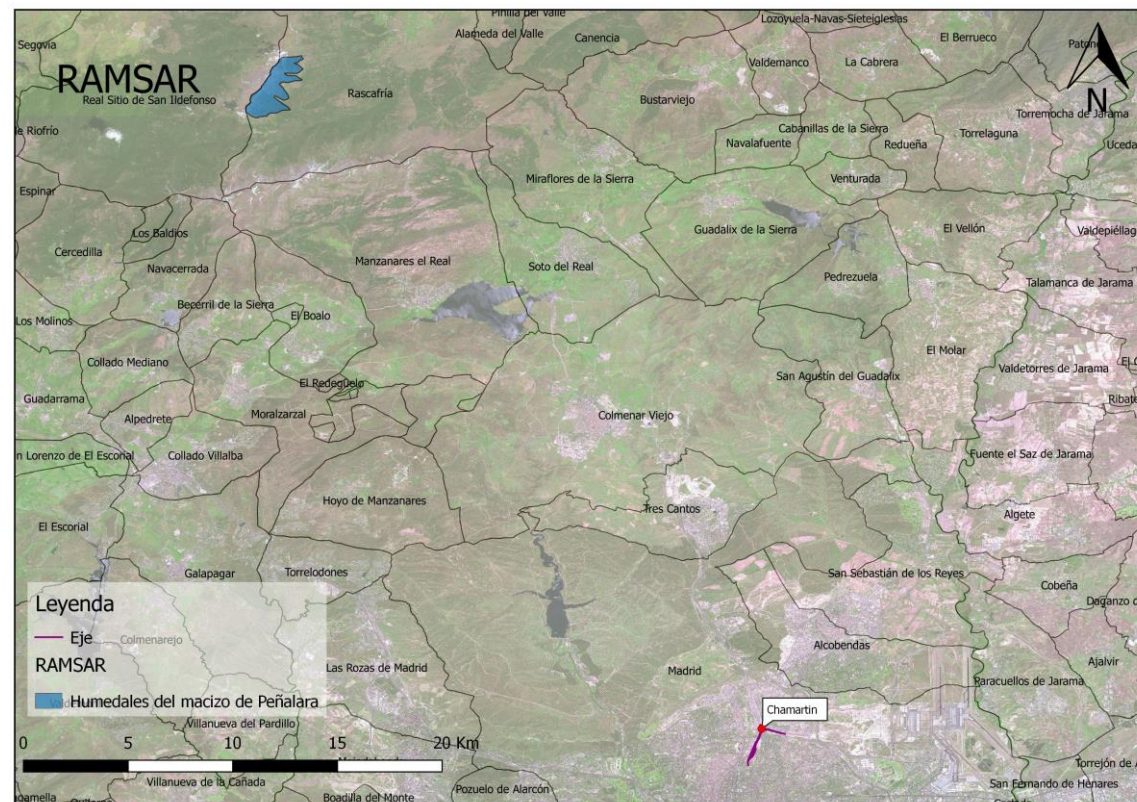 Pinilla del Valle
Lozoyuela-Navas-Sieteiglesias
Alameda del Valle
Canencia
El Berrueco
Segovia
Valdemanco
La Cabrera
RAMSAR
Real Sitio de San Ildefonso
Rascafría
Bustarviejo
N
Torremocha de Jarama
de Riofrío
Navalafuente
Cabanillas de la Sierra
Redueña
Torrelaguna
Uceda
Espinar
Miraflores de la Sierra
Venturada
Los Baldios
Cercedilla
Guadalix de la Sierra
El Vellón
Navacerrada
Manzanares el Real
Soto del Real
Pedrezuela
Talamanca de Jarama
Becerril de la Sierra
El Boalo
Los Molinos
Collado Mediano
El Molar
Valdetorres de Jarama
El Redegüelo
San Agustín del Guadalix
Guadarrama
Alpedrete
Moralzarzal
Colmenar Viejo
n Lorenzo de El Escorial
Collado Villalba
Fuente el Saz de Jarama
Hoyo de Manzanares
Tres Cantos
Algete
El Escorial
Galapagar
Torrelodones
San Sebastián de los Reyes
Cobeña
Leyenda
Eje
Colmenarejo
RAMSAR
Humedales del macizo de Peñalara
Las Rozas de Madrid
Madrid
Alcobendas
Ajalvir
Paracuellos de Jarama
Chamartin
Villanueva del Pardillo
0 5 10 15 20 Km
Villanueva de la Cañada
Boadilla del Monte
Pozuelo de Alarcón
San Fernando de Henares